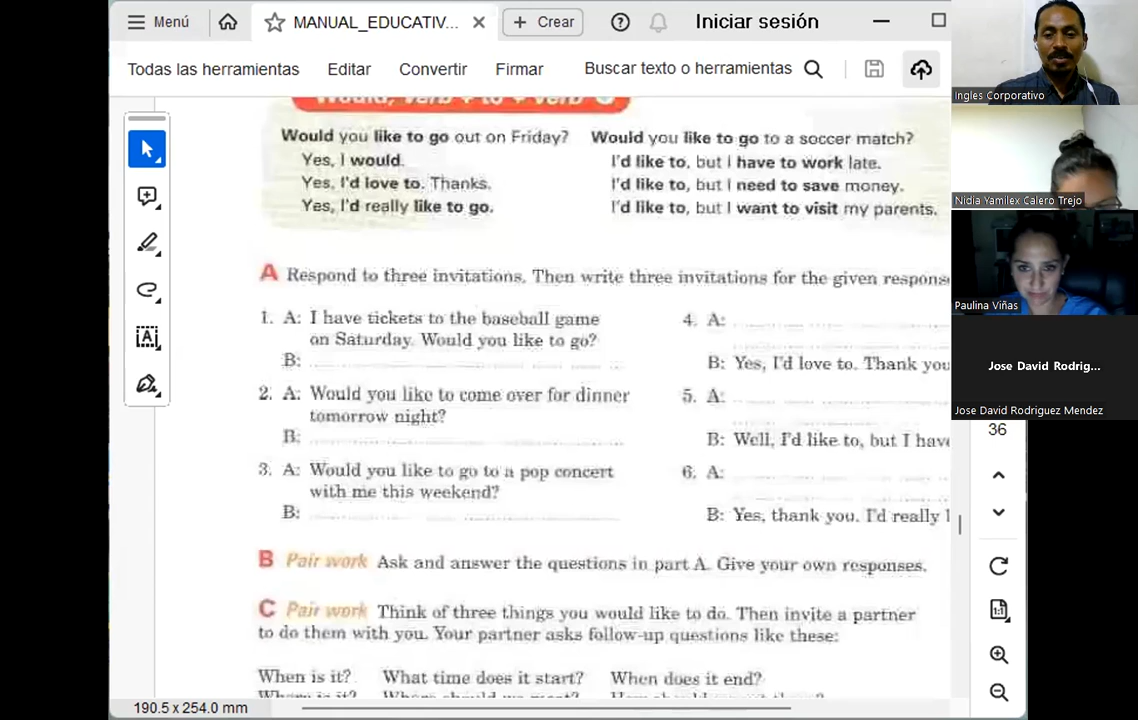 Menú
MANUAL_EDUCATIV...
Crear
Iniciar sesión
Todas las herramientas
Editar
Convertir
Firmar
Buscar texto o herramientas
Would, verb + to + verb
Would you like to go out on Friday?
Yes, I would.
Yes, I'd love to. Thanks.
Yes, I'd really like to go.
Would you like to go to a soccer match?
I'd like to, but I have to work late.
I'd like to, but I need to save money.
I'd like to, but I want to visit my parents.
A Respond to three invitations. Then write three invitations for the given
1. A: I have tickets to the baseball game
on Saturday. Would you like to go?
B:
2. A: Would you like to come over for dinner
tomorrow night?
B:
3. A: Would you like to go to a pop concert
with me this weekend?
B:
4. A:
B: Yes, I'd love to. Thank you
5. A:
B: Well, I'd like to, but I have
6. A:
B: Yes, thank you. I'd really
B Pair work Ask and answer the questions in part A. Give your own responses.
C Pair work Think of three things you would like to do. Then invite a partner
to do them with you. Your partner asks follow-up questions like these:
When is it? What time does it start? When does it end?
190.5 x 254.0 mm
36
Ingles Corporativo
Nidia Yamilex Calero Trejo
Paulina Viñas
Jose David Rodrig...
Jose David Rodriguez Mendez